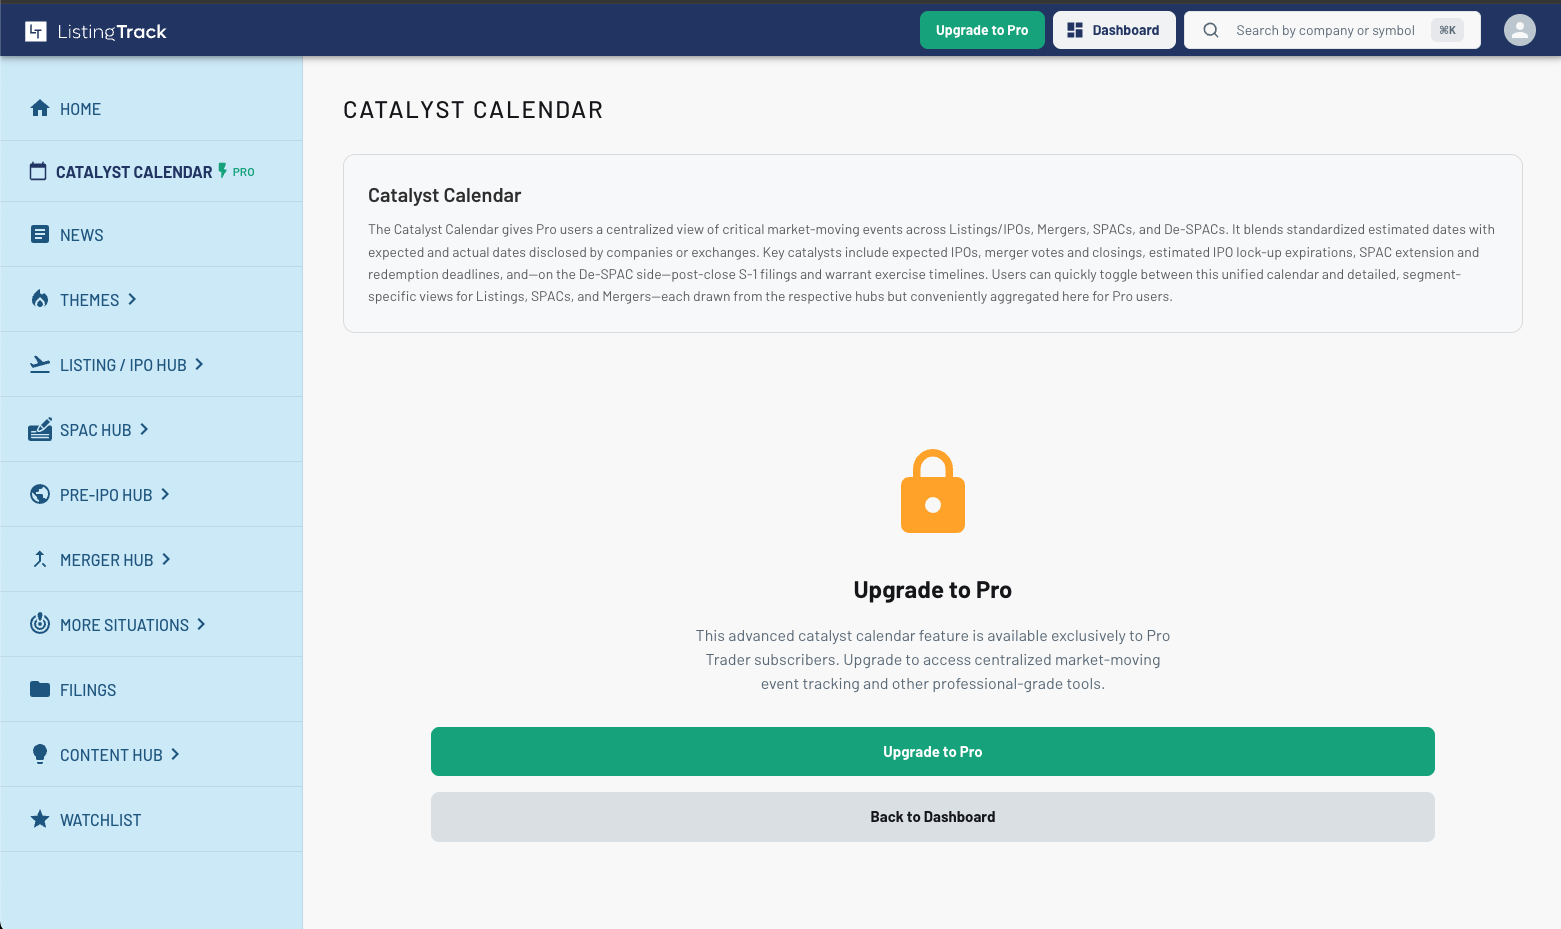 LT ListingTrack
Upgrade to Pro
Dashboard
Search by company or symbol
⌘K
HOME
CATALYST CALENDAR PRO
NEWS
THEMES
LISTING / IPO HUB
SPAC HUB
PRE-IPO HUB
MERGER HUB
MORE SITUATIONS
FILINGS
CONTENT HUB
WATCHLIST
CATALYST CALENDAR
Catalyst Calendar
The Catalyst Calendar gives Pro users a centralized view of critical market-moving events across Listings/IPOs, Mergers, SPACs, and De-SPACs. It blends standardized estimated dates with
expected and actual dates disclosed by companies or exchanges. Key catalysts include expected IPOs, merger votes and closings, estimated IPO lock-up expirations, SPAC extension and
redemption deadlines, and—on the De-SPAC side—post-close S-1 filings and warrant exercise timelines. Users can quickly toggle between this unified calendar and detailed, segment-
specific views for Listings, SPACs, and Mergers—each drawn from the respective hubs but conveniently aggregated here for Pro users.
Upgrade to Pro
This advanced catalyst calendar feature is available exclusively to Pro
Trader subscribers. Upgrade to access centralized market-moving
event tracking and other professional-grade tools.
Upgrade to Pro
Back to Dashboard